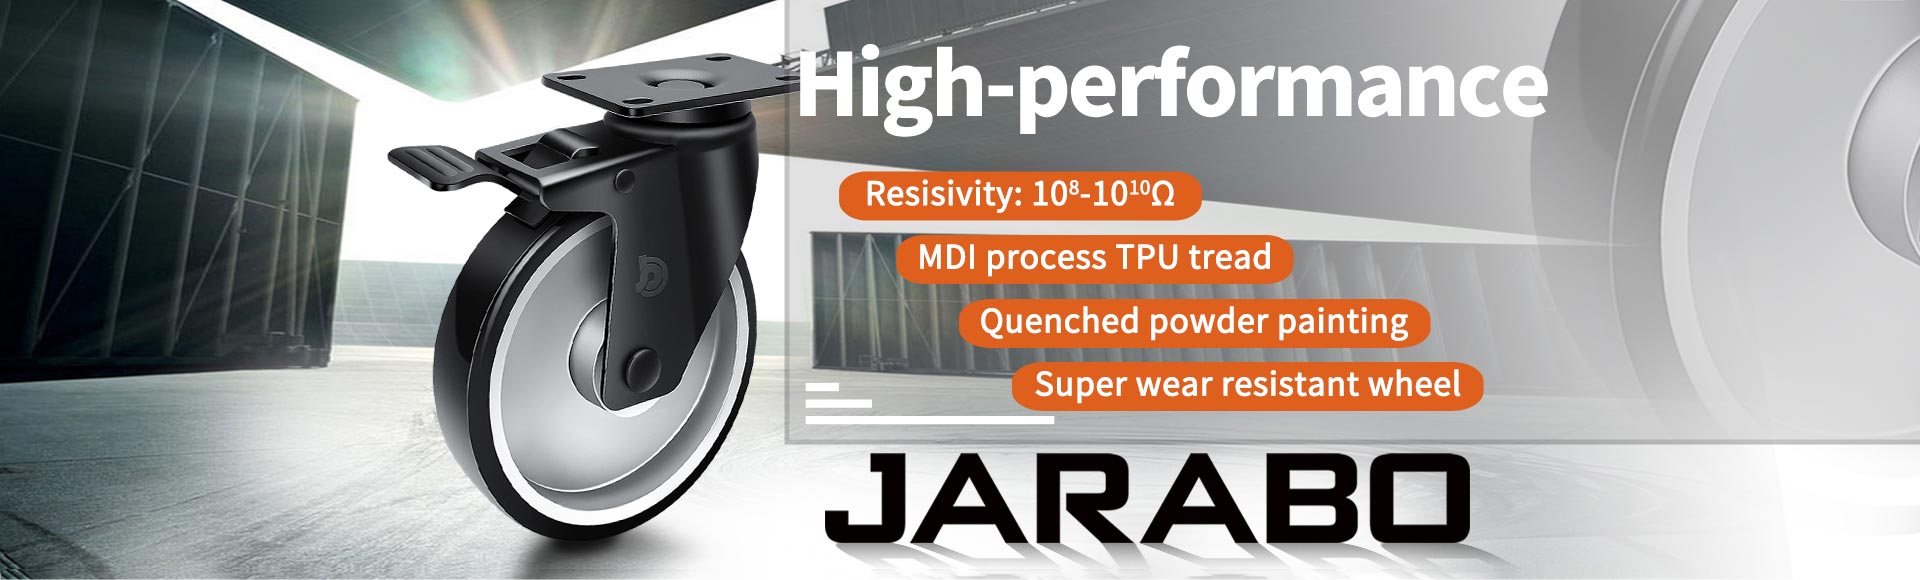 High-performance
Resisivity: 10⁸-10¹⁰Ω
MDI process TPU tread
Quenched powder painting
Super wear resistant wheel
JARABO